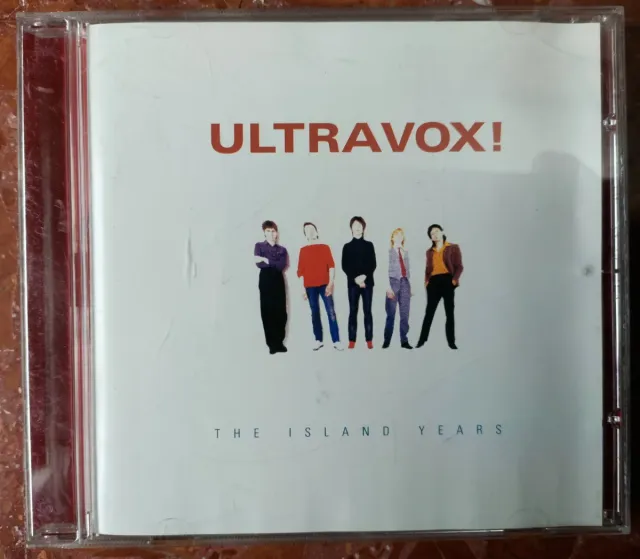 ULTRAVOX!
THE ISLAND YEARS